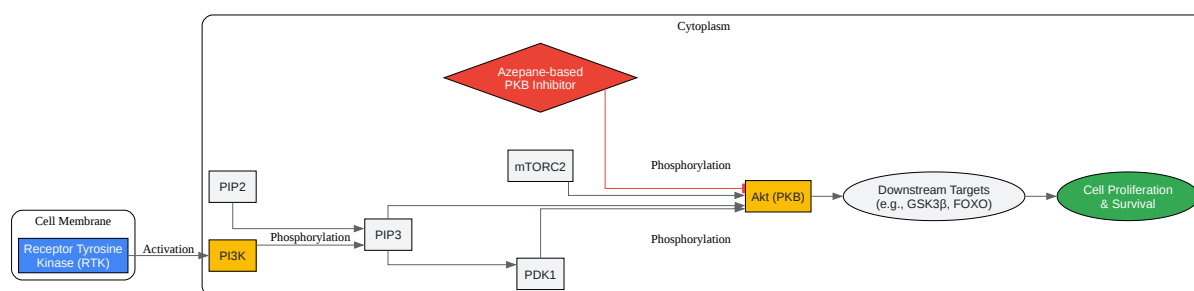 Cytoplasm
Azepane-based
PKB Inhibitor
mTORC2
Phosphorylation
PIP2
Akt (PKB)
Downstream Targets
(e.g., GSK3β, FOXO)
Cell Proliferation
& Survival
Cell Membrane
Receptor Tyrosine
Kinase (RTK)
Activation
PI3K
Phosphorylation
PIP3
Phosphorylation
PDK1